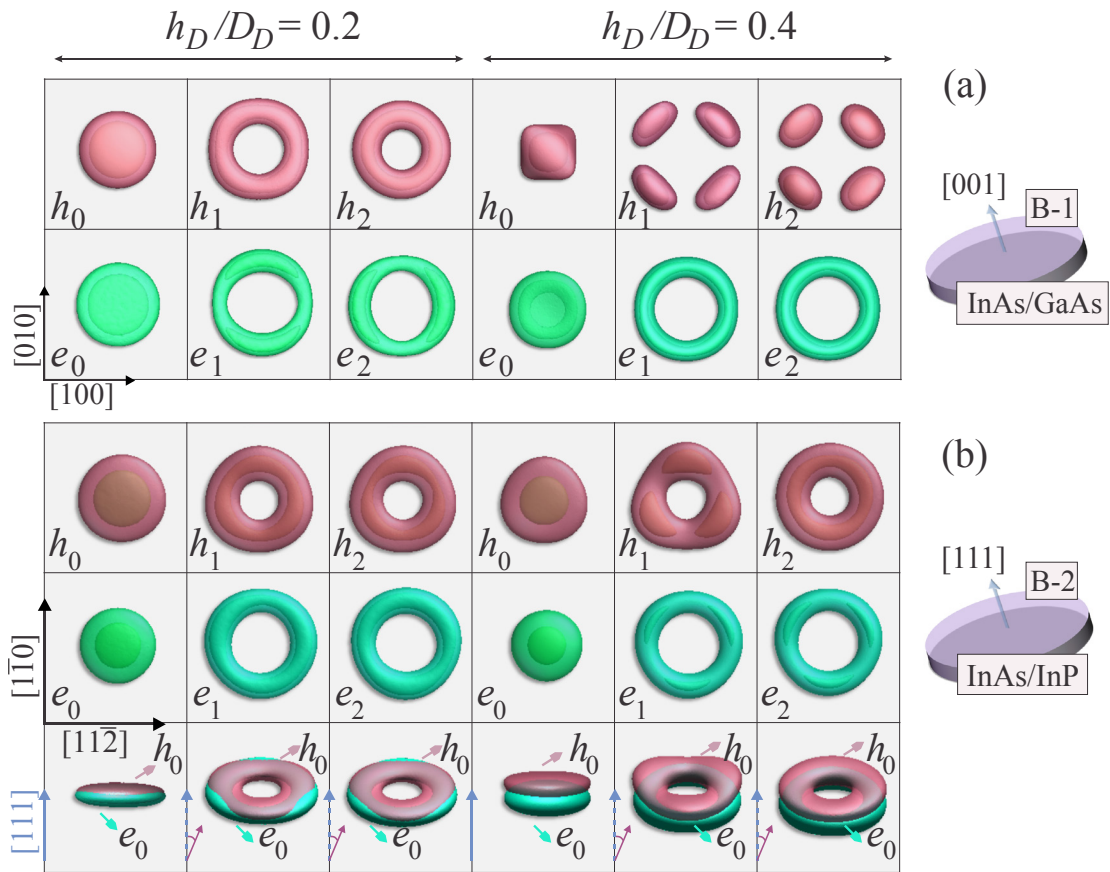 h_D/D_D = 0.2 h_D/D_D = 0.4
(a)
h_0 h_1 h_2 h_0 h_1 h_2
[001]
B-1
InAs/GaAs
[010]
e_0 e_1 e_2 e_0 e_1 e_2
[100]
(b)
h_0 h_1 h_2 h_0 h_1 h_2
[111]
B-2
InAs/InP
[11̅0]
e_0 e_1 e_2 e_0 e_1 e_2
[112̅]
h_0 h_0 h_0 h_0 h_0 h_0
[111]
e_0 e_0 e_0 e_0 e_0 e_0